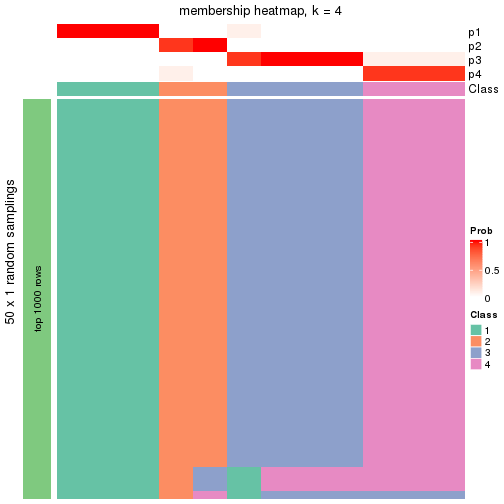 membership heatmap, k = 4
p1
p2
p3
p4
Class
50 x 1 random samplings
top 1000 rows
Prob
1
0.5
0
Class
1
2
3
4